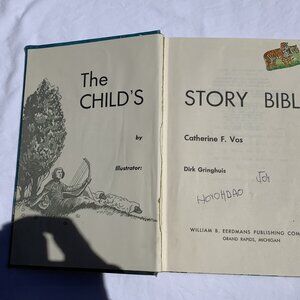 The
CHILD'S
by
Illustrator:
STORY BIBL
Catherine F. Vos
Dirk Gringhuis
WILLIAM B. EERDMANS PUBLISHING COM
GRAND RAPIDS, MICHIGAN